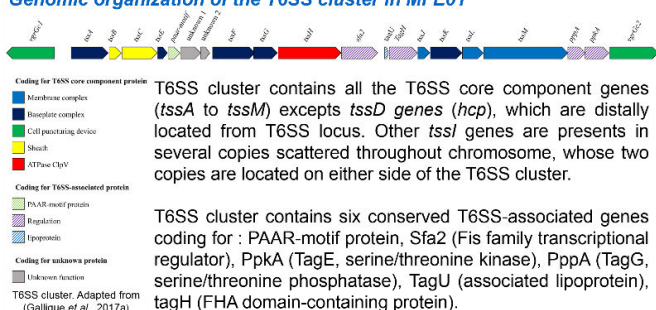 Genomic organization of the T6SS cluster in MFE01
vgrGc1 tssA tssB tssC tssE paar-motif unknown 1 unknown 2 tssF tssG tssH sfa2 tagU TagH tssJ tssK tssL tssM pppA ppkA vgrGc2
Coding for T6SS core component protein
Membrane complex
Baseplate complex
Cell puncturing device
Sheath
ATPase ClpV
Coding for T6SS-associated protein
PAAR-motif protein
Regulation
Lipoprotein
Coding for unknown protein
Unknown function
T6SS cluster. Adapted from
(Gallique et al., 2017a)
T6SS cluster contains all the T6SS core component genes
(tssA to tssM) excepts tssD genes (hcp), which are distally
located from T6SS locus. Other tssI genes are presents in
several copies scattered throughout chromosome, whose two
copies are located on either side of the T6SS cluster.
T6SS cluster contains six conserved T6SS-associated genes
coding for : PAAR-motif protein, Sfa2 (Fis family transcriptional
regulator), PpkA (TagE, serine/threonine kinase), PppA (TagG,
serine/threonine phosphatase), TagU (associated lipoprotein),
tagH (FHA domain-containing protein).